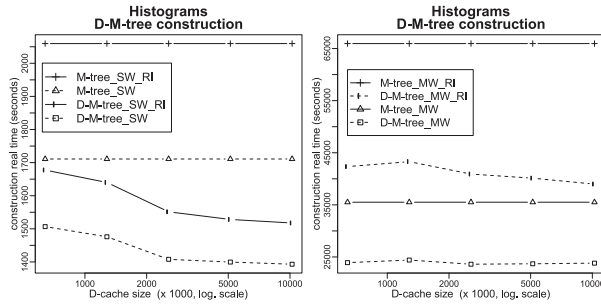 Histograms
D-M-tree construction
construction real time (seconds)
2000
1900
1800
1700
1600
1500
1400
M-tree_SW_RI
M-tree_SW
D-M-tree_SW_RI
D-M-tree_SW
1000
2000
5000
10000
D-cache size (x 1000, log. scale)
Histograms
D-M-tree construction
construction real time (seconds)
65000
55000
45000
35000
25000
M-tree_MW_RI
D-M-tree_MW_RI
M-tree_MW
D-M-tree_MW
1000
2000
5000
10000
D-cache size (x 1000, log. scale)